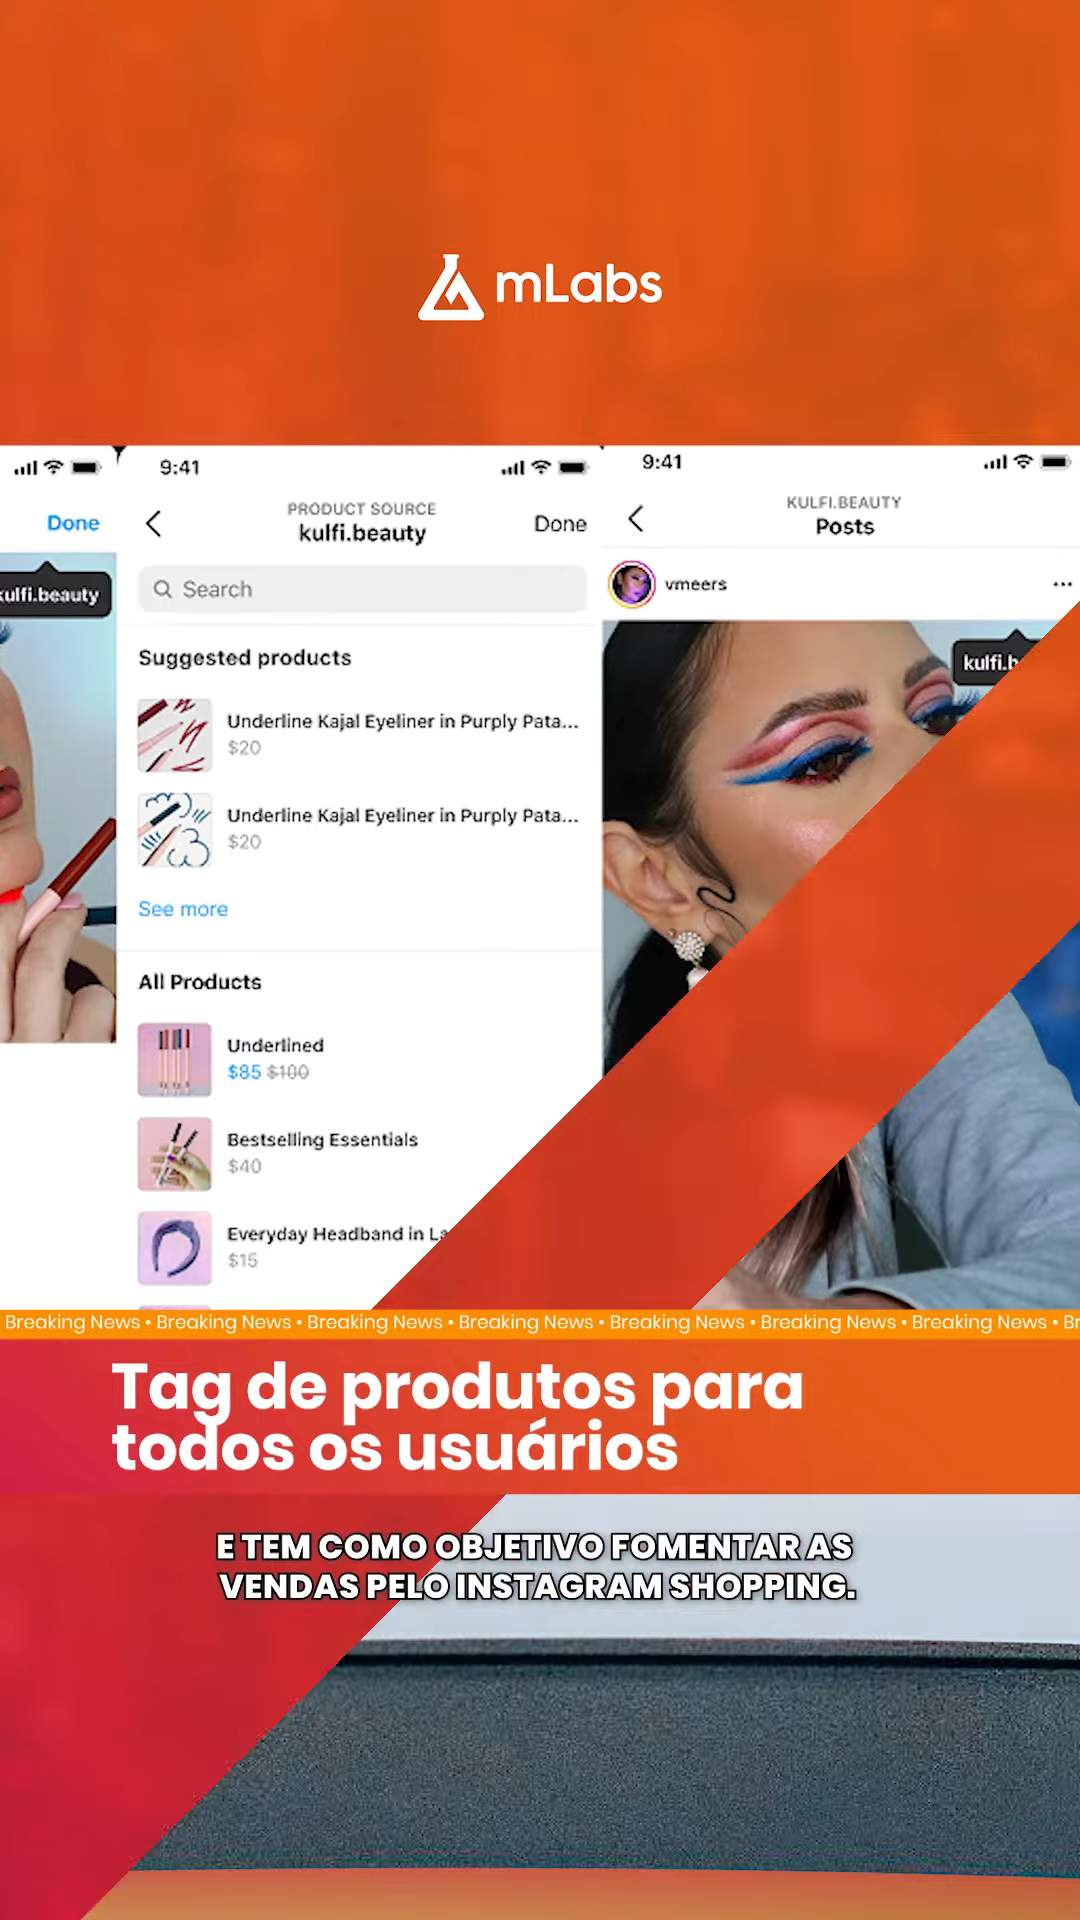 mLabs
Done
kulfi.beauty
9:41
PRODUCT SOURCE
kulfi.beauty
Done
Search
Suggested products
Underline Kajal Eyeliner in Purply Pata...
$20
Underline Kajal Eyeliner in Purply Pata...
$20
See more
All Products
Underlined
$85 $100
Bestselling Essentials
$40
Everyday Headband in
$15
9:41
KULFI.BEAUTY
Posts
vmeers
kulfi.b
Breaking News • Breaking News • Breaking News • Breaking News • Breaking News • Breaking News • Breaking News • Br
Tag de produtos para
todos os usuários
E TEM COMO OBJETIVO FOMENTAR AS
VENDAS PELO INSTAGRAM SHOPPING.